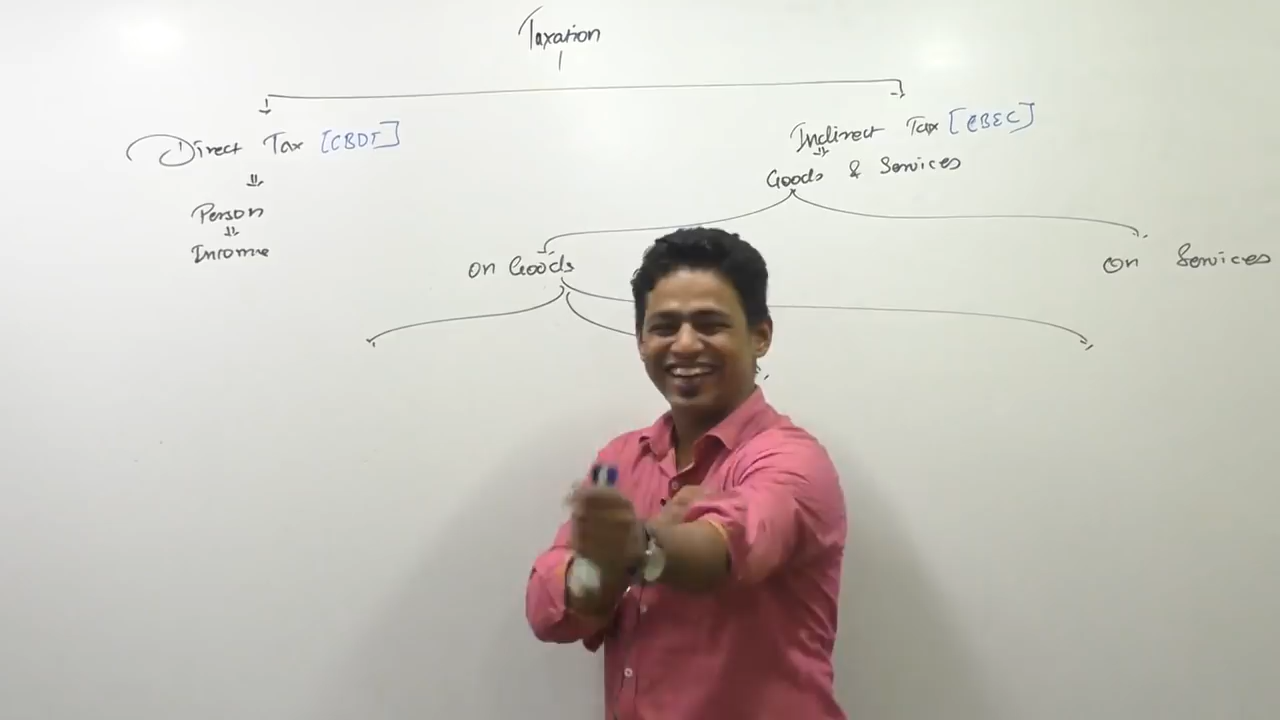 Taxation
Direct Tax [CBDT]
Indirect Tax [CBEC]
Goods & Services
Person
Income
On Goods
On Services